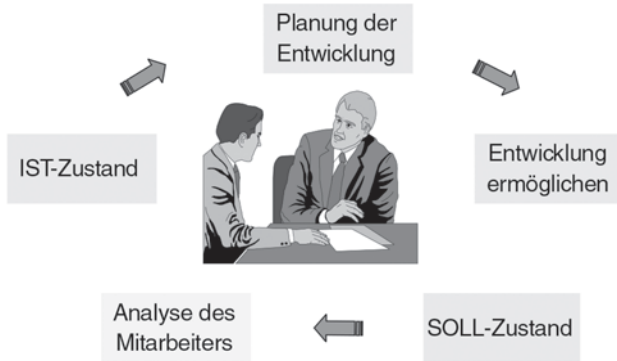 Planung der
Entwicklung
IST-Zustand
Entwicklung
ermöglichen
Analyse des
Mitarbeiters
SOLL-Zustand